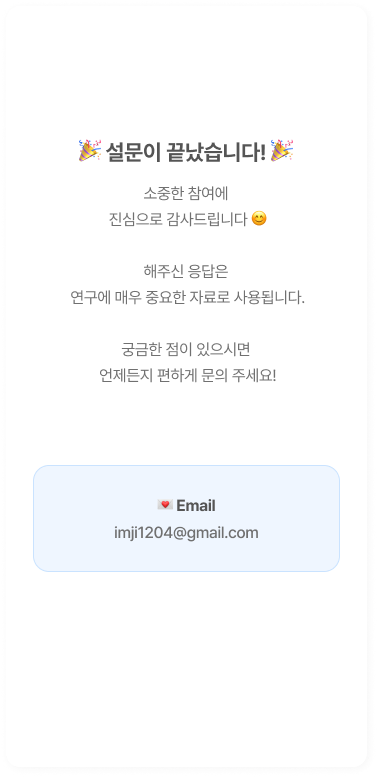 🎉 설문이 끝났습니다! 🎉
소중한 참여에
진심으로 감사드립니다 😊
해주신 응답은
연구에 매우 중요한 자료로 사용됩니다.
궁금한 점이 있으시면
언제든지 편하게 문의 주세요!
💌 Email
imji1204@gmail.com